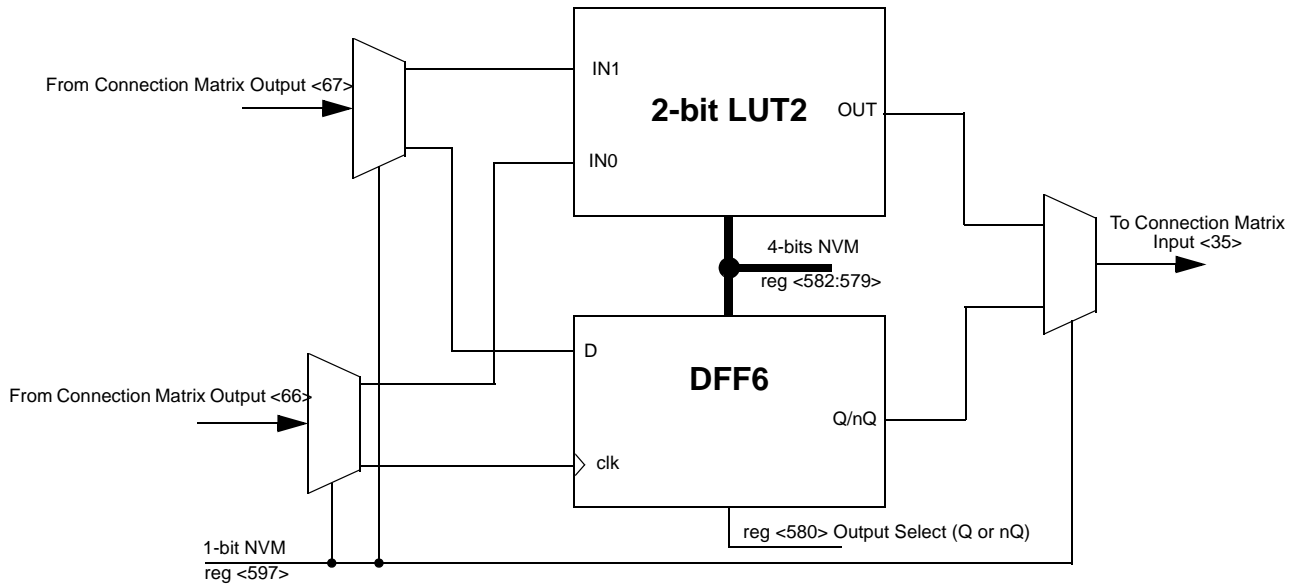 From Connection Matrix Output <67>
IN1
2-bit LUT2
OUT
IN0
To Connection Matrix
Input <35>
4-bits NVM
reg <582:579>
D
DFF6
From Connection Matrix Output <66>
Q/nQ
clk
reg <580> Output Select (Q or nQ)
1-bit NVM
reg <597>